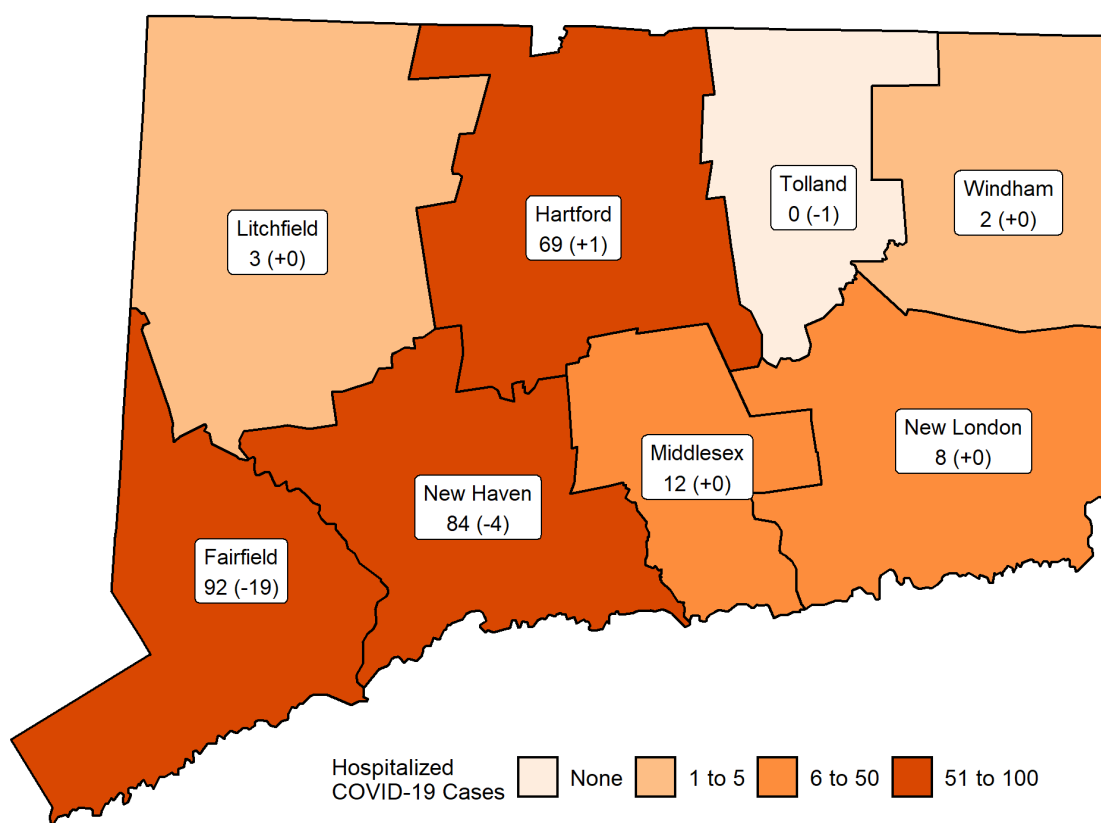 Tolland
0 (-1)
Windham
2 (+0)
Hartford
69 (+1)
Litchfield
3 (+0)
New London
8 (+0)
Middlesex
12 (+0)
New Haven
84 (-4)
Fairfield
92 (-19)
Hospitalized
COVID-19 Cases
None
1 to 5
6 to 50
51 to 100